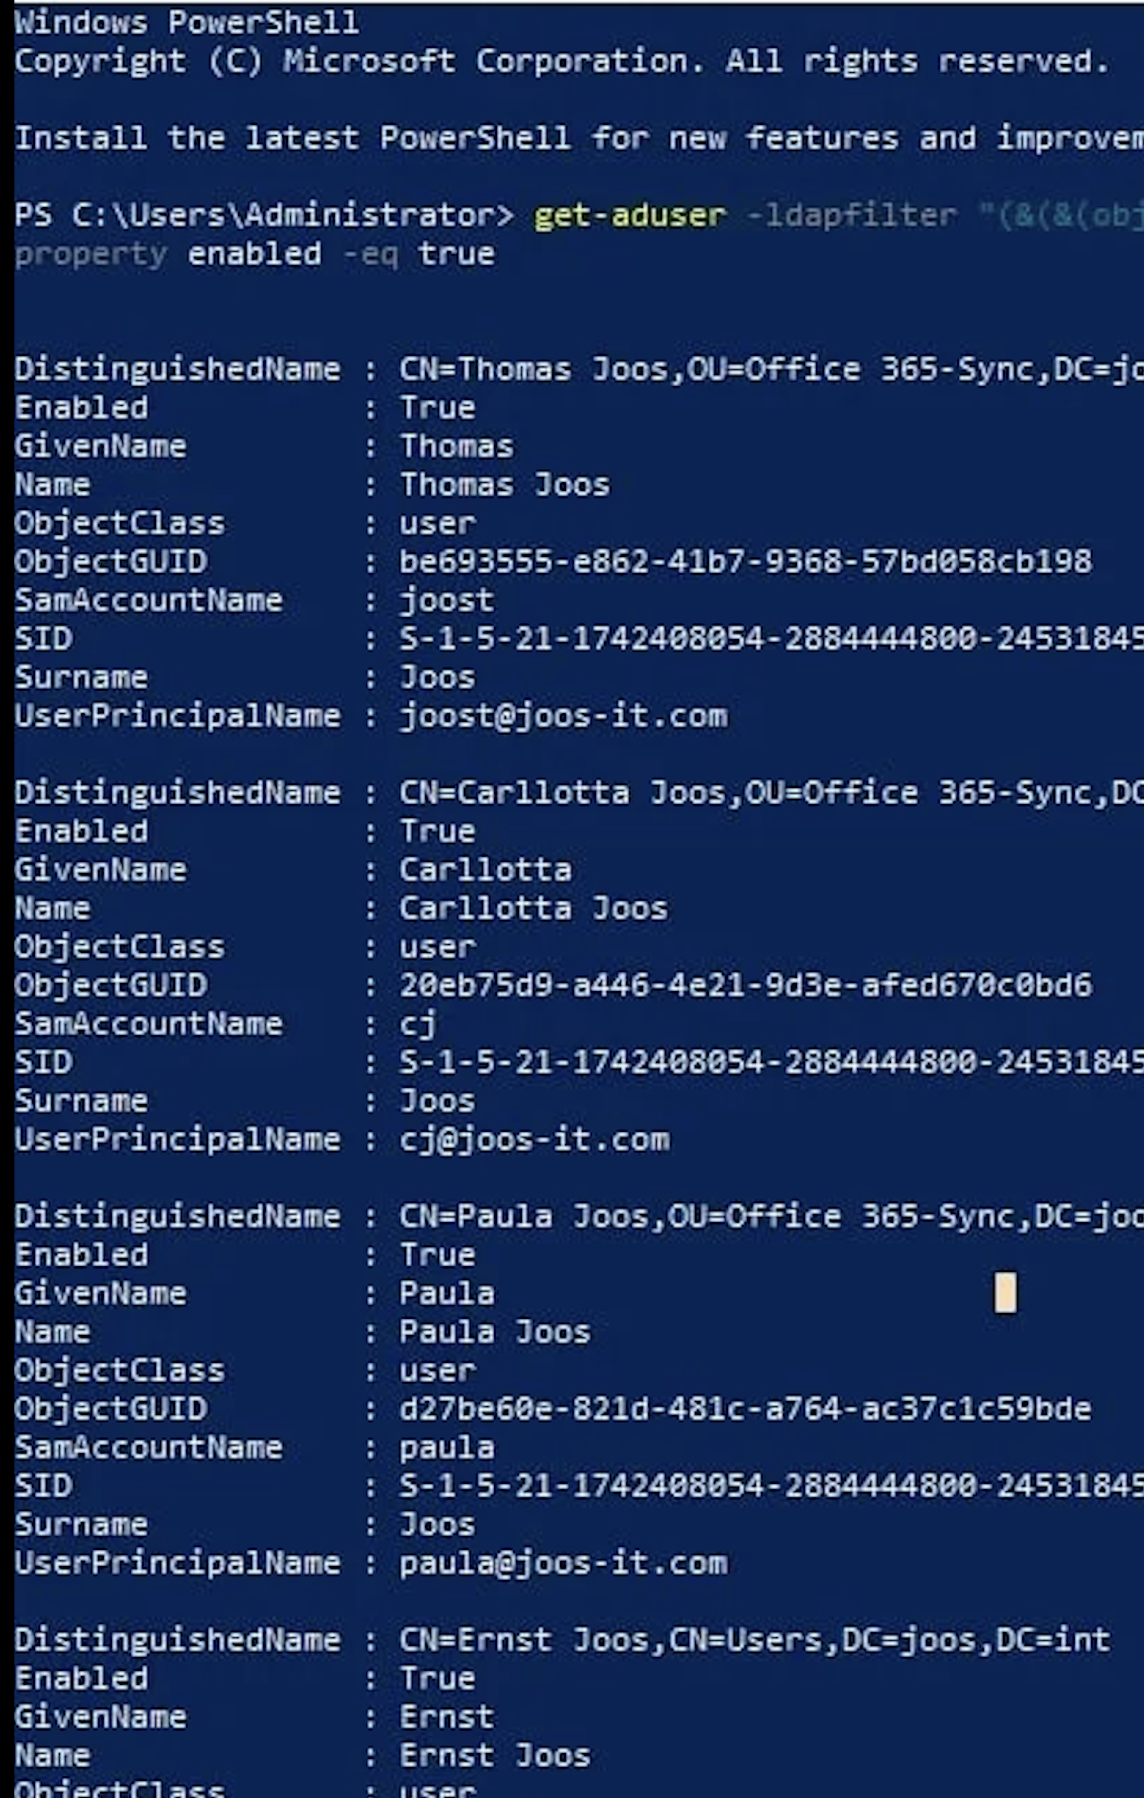 Windows PowerShell
Copyright (C) Microsoft Corporation. All rights reserved.
Install the latest PowerShell for new features and improvem
PS C:\Users\Administrator> get-aduser -ldapfilter "(&(&(obj
property enabled -eq true
DistinguishedName : CN=Thomas Joos,OU=Office 365-Sync,DC=jo
Enabled : True
GivenName : Thomas
Name : Thomas Joos
ObjectClass : user
ObjectGUID : be693555-e862-41b7-9368-57bd058cb198
SamAccountName : joost
SID : S-1-5-21-1742408054-2884444800-24531845
Surname : Joos
UserPrincipalName : joost@joos-it.com
DistinguishedName : CN=Carllotta Joos,OU=Office 365-Sync,DC
Enabled : True
GivenName : Carllotta
Name : Carllotta Joos
ObjectClass : user
ObjectGUID : 20eb75d9-a446-4e21-9d3e-afed670c0bd6
SamAccountName : cj
SID : S-1-5-21-1742408054-2884444800-24531845
Surname : Joos
UserPrincipalName : cj@joos-it.com
DistinguishedName : CN=Paula Joos,OU=Office 365-Sync,DC=joo
Enabled : True
GivenName : Paula
Name : Paula Joos
ObjectClass : user
ObjectGUID : d27be60e-821d-481c-a764-ac37c1c59bde
SamAccountName : paula
SID : S-1-5-21-1742408054-2884444800-24531845
Surname : Joos
UserPrincipalName : paula@joos-it.com
DistinguishedName : CN=Ernst Joos,CN=Users,DC=joos,DC=int
Enabled : True
GivenName : Ernst
Name : Ernst Joos
ObjectClass : user